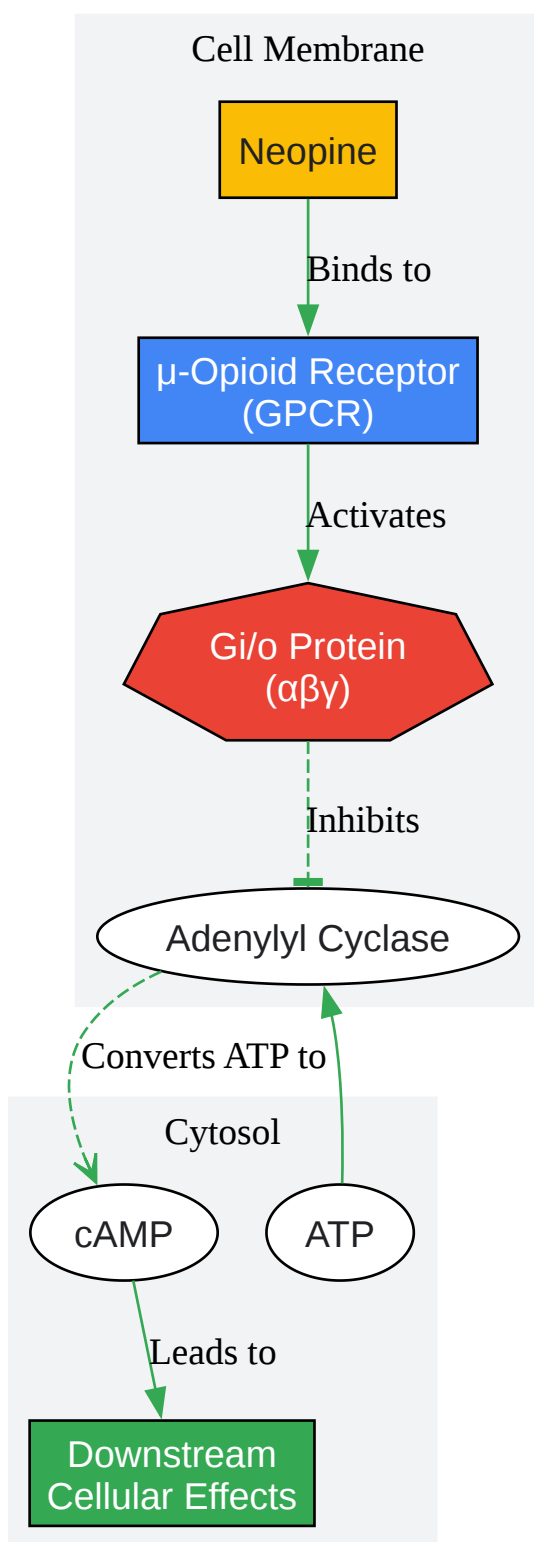 Cell Membrane
Neopine
Binds to
μ-Opioid Receptor
(GPCR)
Activates
Gi/o Protein
(αβγ)
Inhibits
Adenylyl Cyclase
Converts ATP to
Cytosol
cAMP
ATP
Leads to
Downstream
Cellular Effects